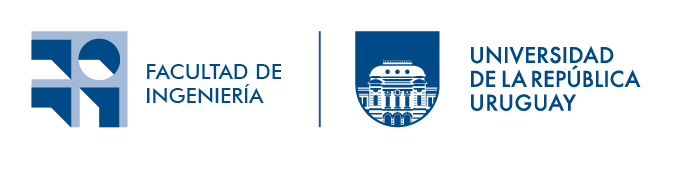 FACULTAD DE
INGENIERÍA
UNIVERSIDAD
DE LA REPÚBLICA
URUGUAY